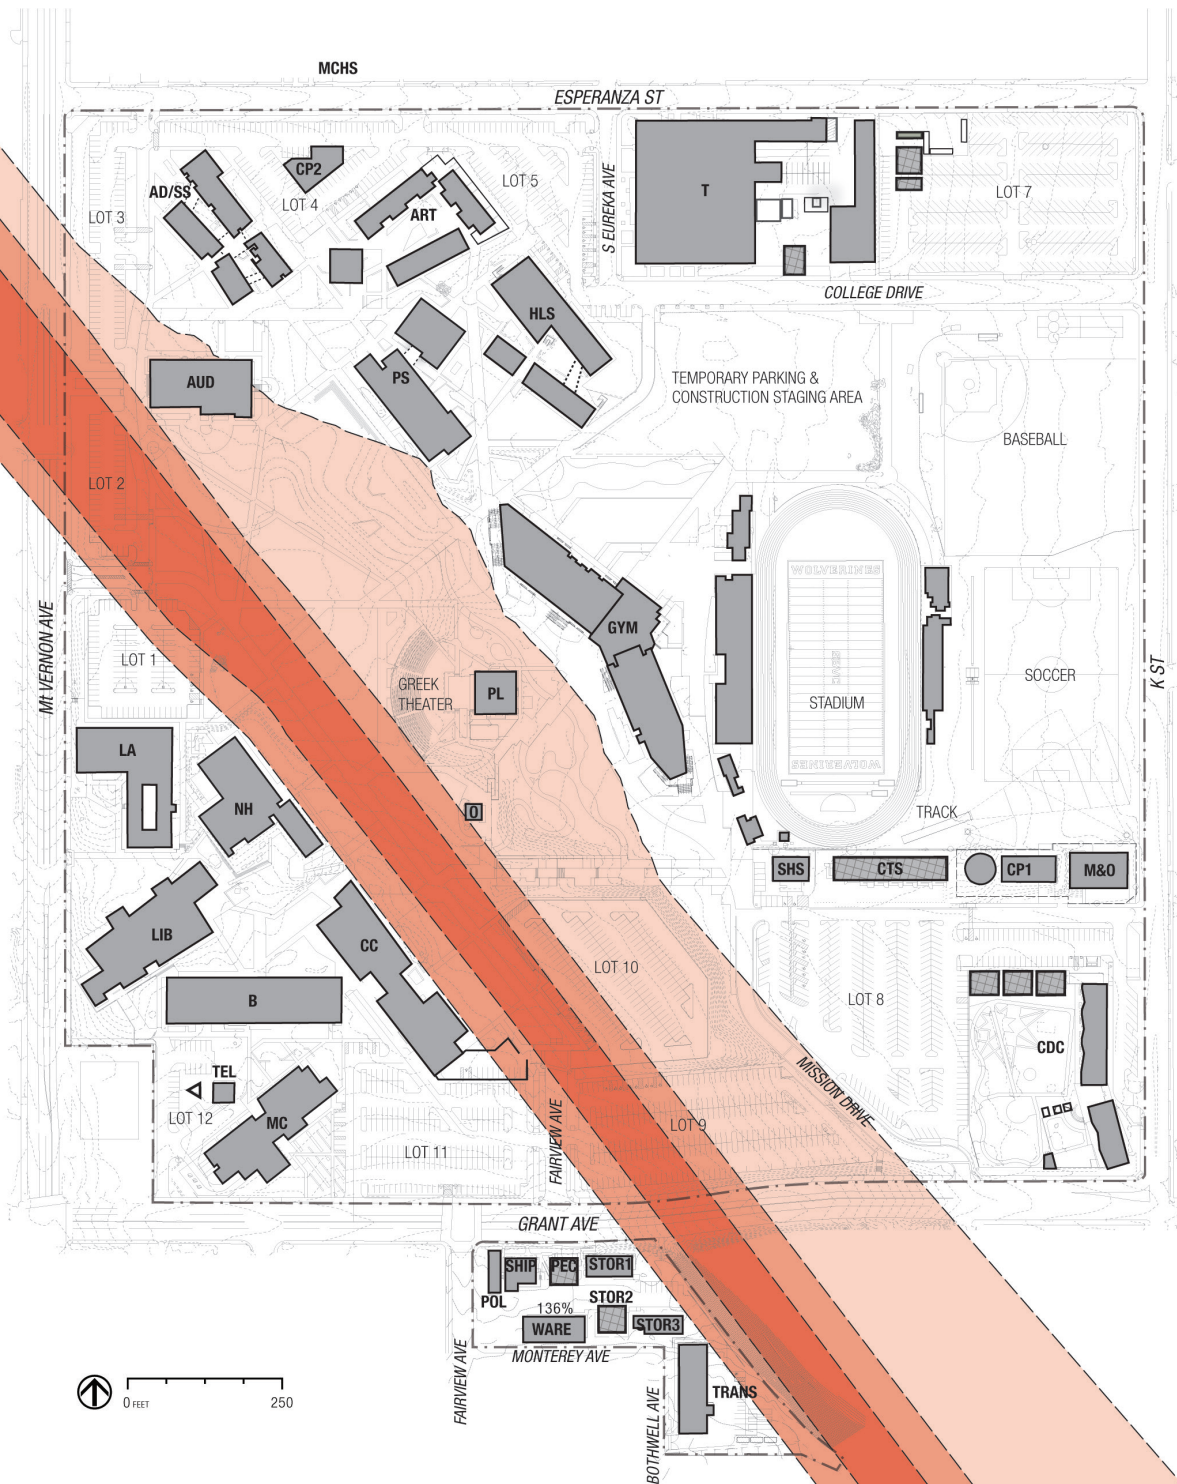 MCHS
ESPERANZA ST
CP2
LOT 5
AD/SS
LOT 4
S EUREKA AVE
T
LOT 7
LOT 3
ART
COLLEGE DRIVE
HLS
AUD
PS
TEMPORARY PARKING &
CONSTRUCTION STAGING AREA
BASEBALL
LOT 2
WOLVERINES
GYM
Mt VERNON AVE
LOT 1
GREEK
THEATER
PL
SBVC
STADIUM
SOCCER
K ST
LA
WOLVERINES
NH
O
TRACK
SHS
CTS
CP1
M&O
LIB
CC
LOT 10
B
LOT 8
CDC
TEL
MISSION DRIVE
LOT 12
MC
LOT 9
FAIRVIEW AVE
LOT 11
GRANT AVE
SHIP
PEC
STOR1
POL
STOR2
136%
WARE
STOR3
MONTEREY AVE
FAIRVIEW AVE
TRANS
BOTHWELL AVE
0 FEET
250